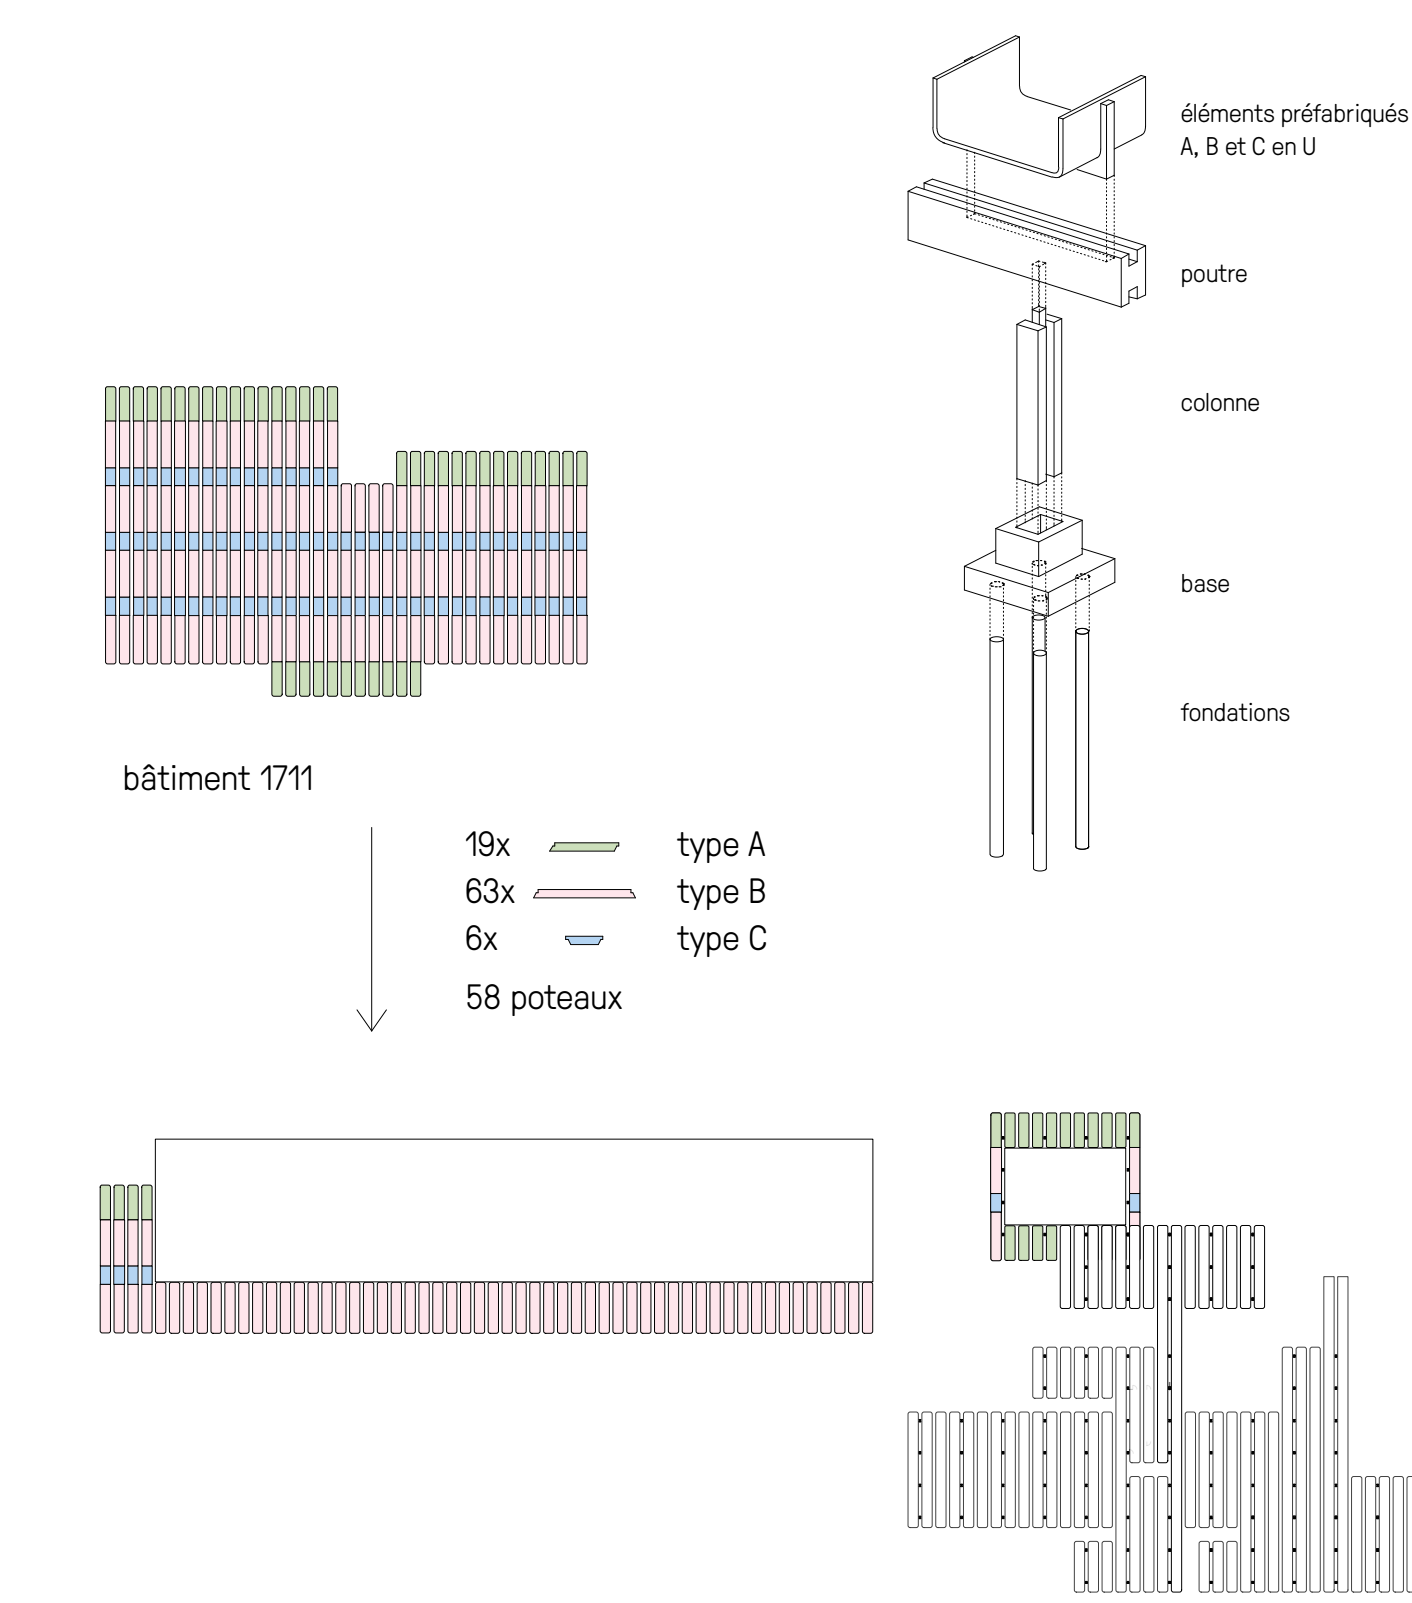 éléments préfabriqués
A, B et C en U
poutre
colonne
base
fondations
bâtiment 1711
19x type A
63x type B
6x type C
58 poteaux